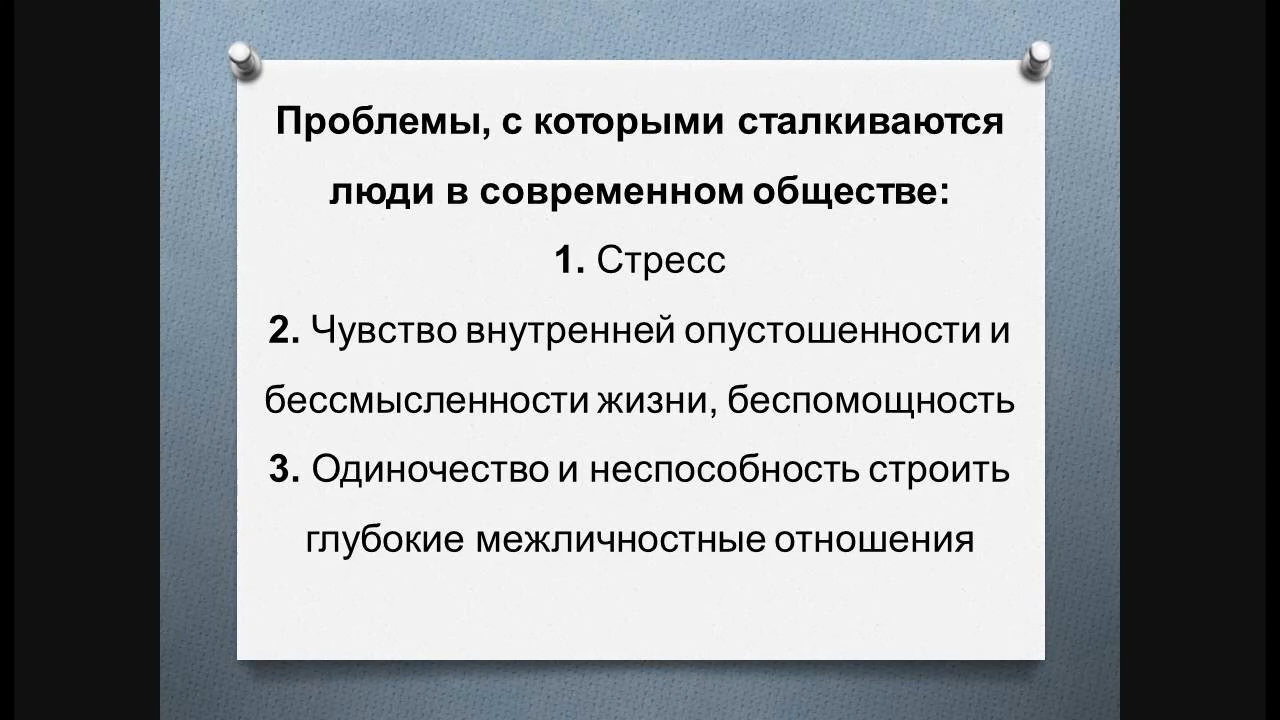 Проблемы, с которыми сталкиваются
люди в современном обществе:
1. Стресс
2. Чувство внутренней опустошенности и
бессмысленности жизни, беспомощность
3. Одиночество и неспособность строить
глубокие межличностные отношения